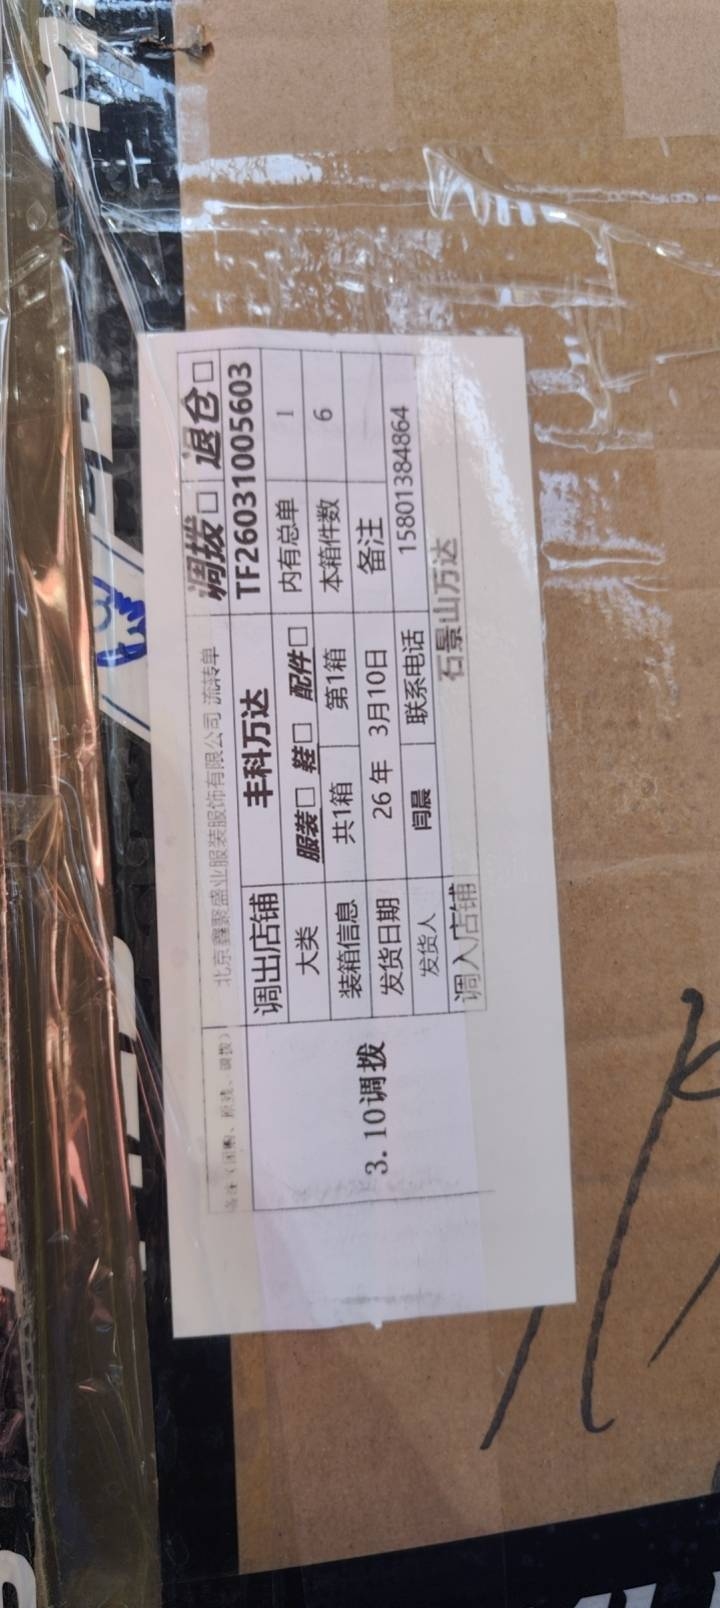 北京鑫聚盛业服装服饰有限公司 流转单 调拨□ 退仓□
调出店铺 丰科万达 TF26031005603
大类 服装□ 鞋□ 配件□ 内有总单 1
装箱信息 共1箱 第1箱 本箱件数 6
发货日期 26年 3月10日 备注
发货人 闫晨 联系电话 15801384864
调入店铺 石景山万达
3.10调拨